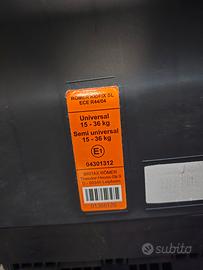 RÖMER KIDFIX SL
ECE R44/04
Universal
15 - 36 kg
Semi universal
15 - 36 kg
E1
04301312
BRITAX RÖMER
subito